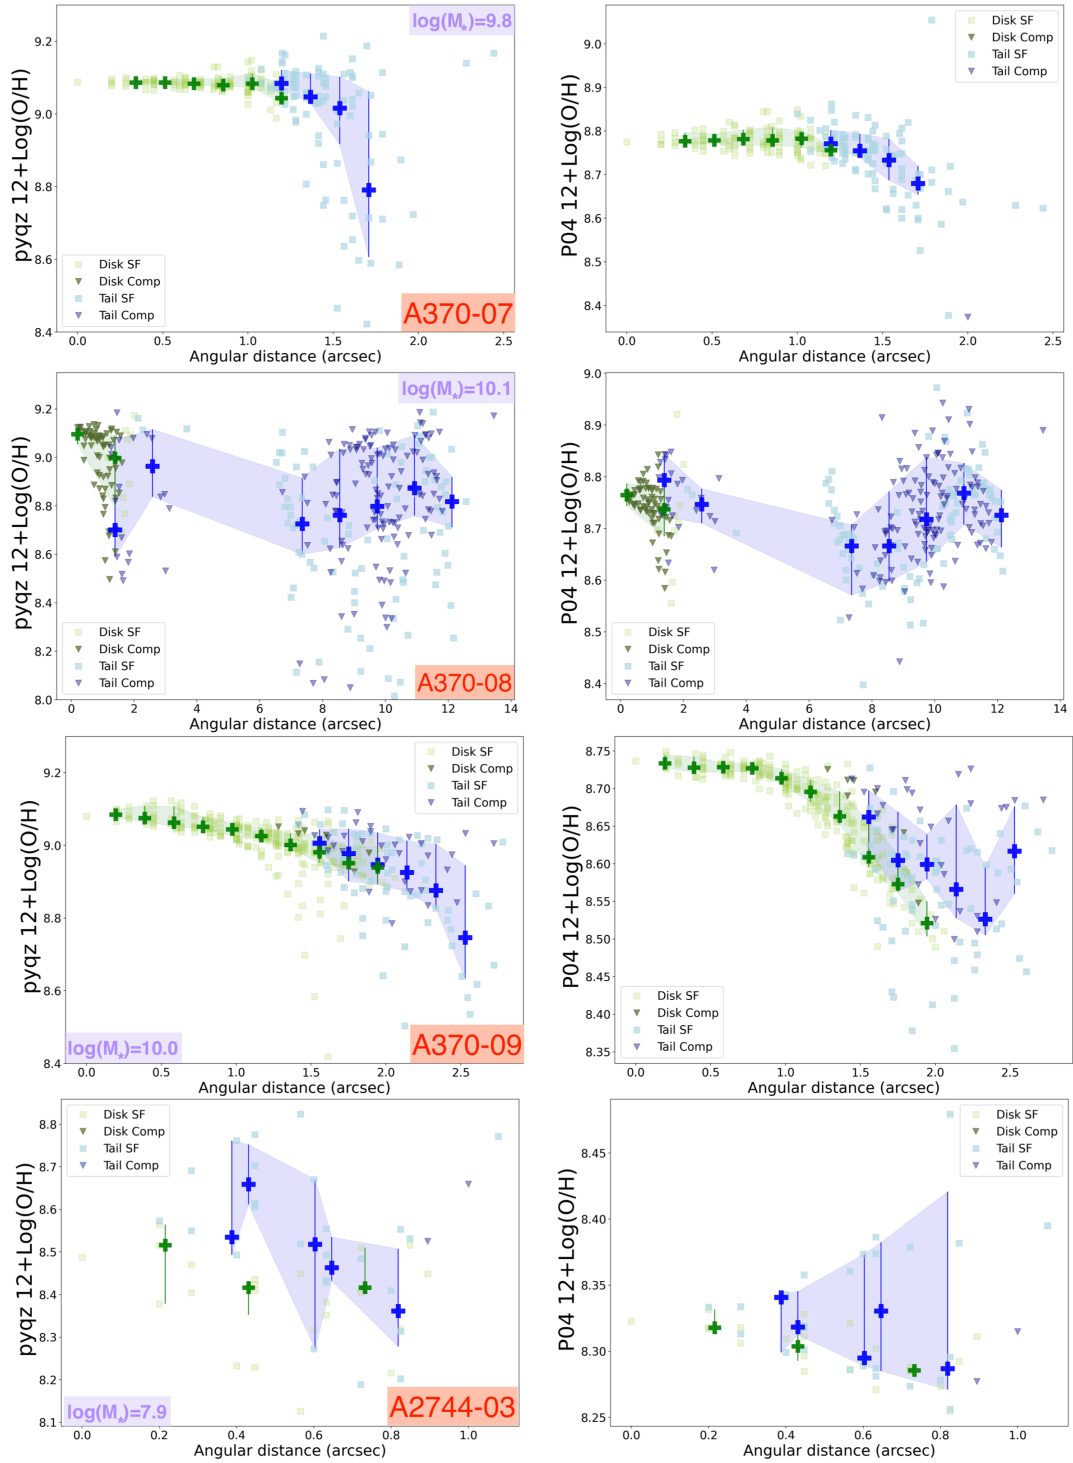 log(M*)=9.8
pyqz 12+Log(O/H)
9.2
9.0
8.8
8.6
8.4
Disk SF
Disk Comp
Tail SF
Tail Comp
A370-07
0.0 0.5 1.0 1.5 2.0 2.5
Angular distance (arcsec)
P04 12+Log(O/H)
9.0
8.9
8.8
8.7
8.6
8.5
8.4
Disk SF
Disk Comp
Tail SF
Tail Comp
0.0 0.5 1.0 1.5 2.0 2.5
Angular distance (arcsec)
log(M*)=10.1
pyqz 12+Log(O/H)
9.2
9.0
8.8
8.6
8.4
8.2
8.0
Disk SF
Disk Comp
Tail SF
Tail Comp
A370-08
0 2 4 6 8 10 12 14
Angular distance (arcsec)
P04 12+Log(O/H)
9.0
8.9
8.8
8.7
8.6
8.5
8.4
Disk SF
Disk Comp
Tail SF
Tail Comp
0 2 4 6 8 10 12 14
Angular distance (arcsec)
pyqz 12+Log(O/H)
9.2
9.0
8.8
8.6
8.4
Disk SF
Disk Comp
Tail SF
Tail Comp
log(M*)=10.0
A370-09
0.0 0.5 1.0 1.5 2.0 2.5
Angular distance (arcsec)
P04 12+Log(O/H)
8.75
8.70
8.65
8.60
8.55
8.50
8.45
8.40
8.35
Disk SF
Disk Comp
Tail SF
Tail Comp
0.0 0.5 1.0 1.5 2.0 2.5
Angular distance (arcsec)
pyqz 12+Log(O/H)
8.8
8.7
8.6
8.5
8.4
8.3
8.2
8.1
Disk SF
Disk Comp
Tail SF
Tail Comp
log(M*)=7.9
A2744-03
0.0 0.2 0.4 0.6 0.8 1.0
Angular distance (arcsec)
P04 12+Log(O/H)
8.45
8.40
8.35
8.30
8.25
Disk SF
Disk Comp
Tail SF
Tail Comp
0.0 0.2 0.4 0.6 0.8 1.0
Angular distance (arcsec)